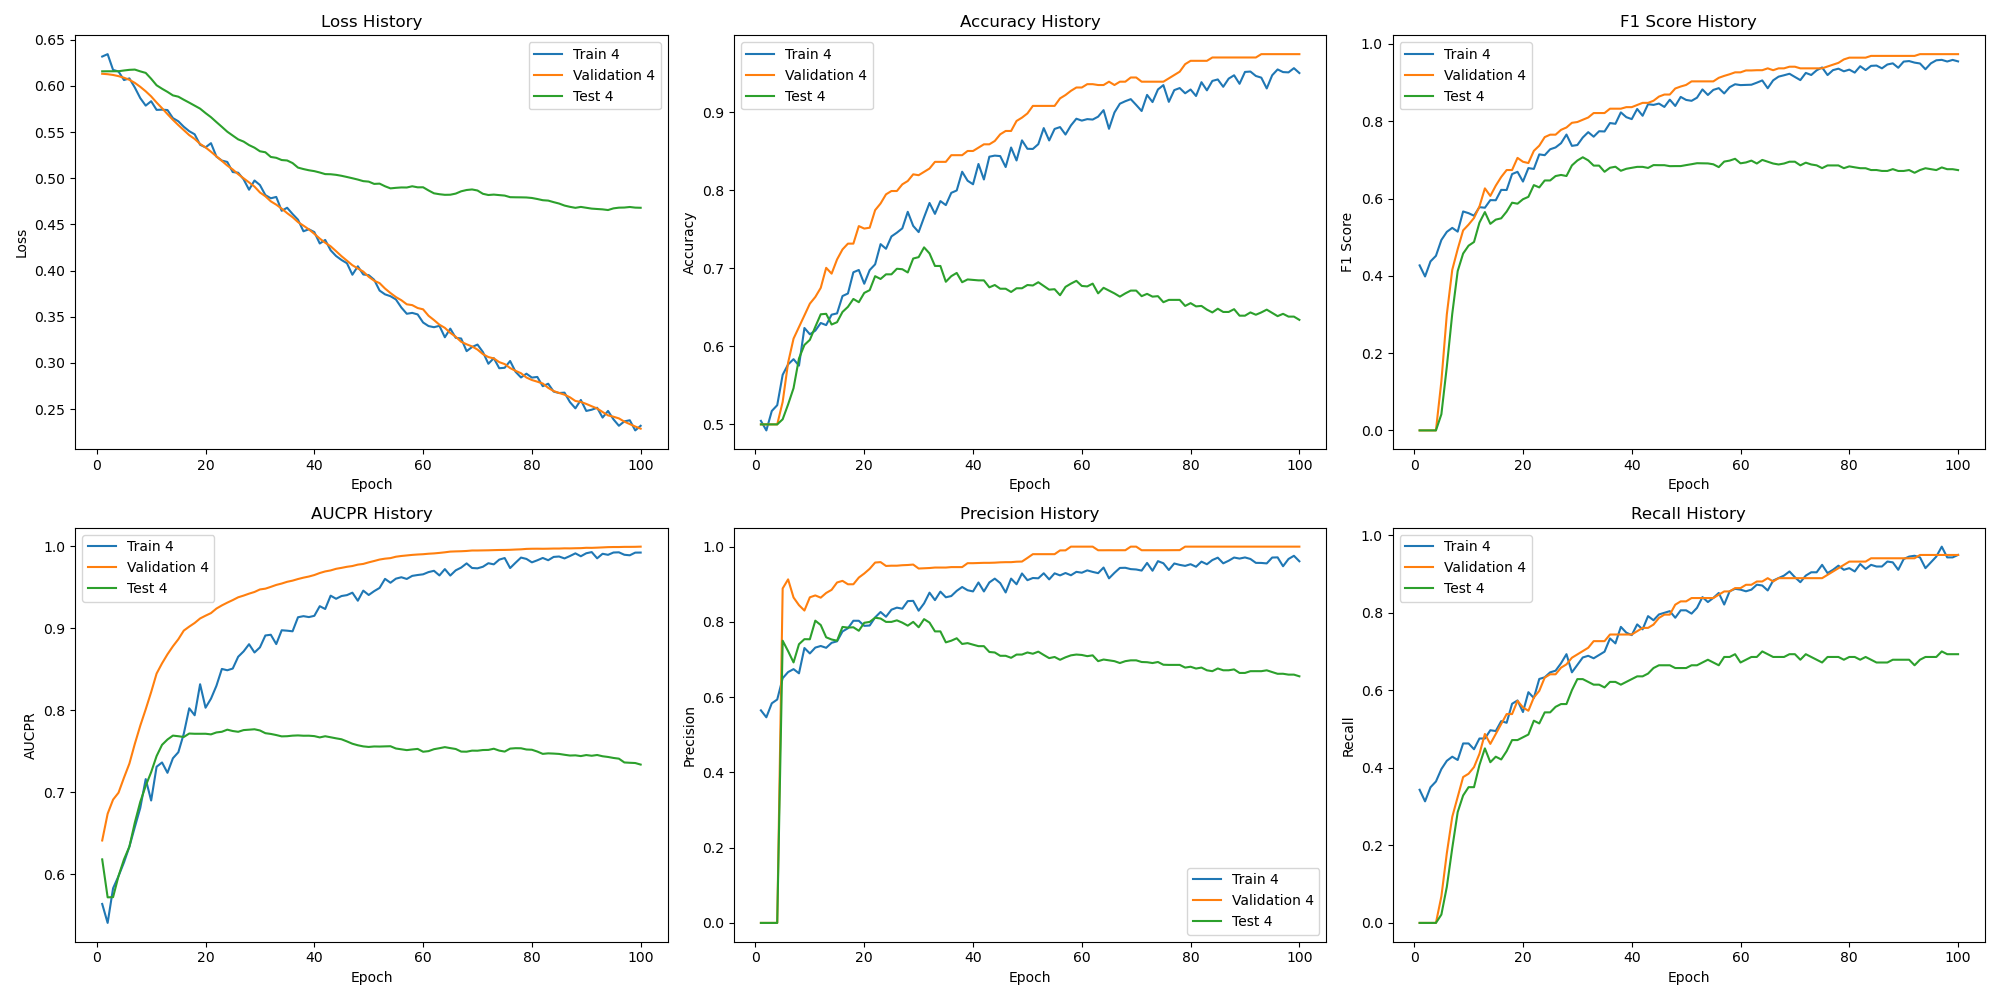 Loss History
Loss
0.65
0.60
0.55
0.50
0.45
0.40
0.35
0.30
0.25
Train 4
Validation 4
Test 4
0 20 40 60 80 100
Epoch
Accuracy History
Accuracy
0.9
0.8
0.7
0.6
0.5
Train 4
Validation 4
Test 4
0 20 40 60 80 100
Epoch
F1 Score History
F1 Score
1.0
0.8
0.6
0.4
0.2
0.0
Train 4
Validation 4
Test 4
0 20 40 60 80 100
Epoch
AUCPR History
AUCPR
1.0
0.9
0.8
0.7
0.6
Train 4
Validation 4
Test 4
0 20 40 60 80 100
Epoch
Precision History
Precision
1.0
0.8
0.6
0.4
0.2
0.0
Train 4
Validation 4
Test 4
0 20 40 60 80 100
Epoch
Recall History
Recall
1.0
0.8
0.6
0.4
0.2
0.0
Train 4
Validation 4
Test 4
0 20 40 60 80 100
Epoch